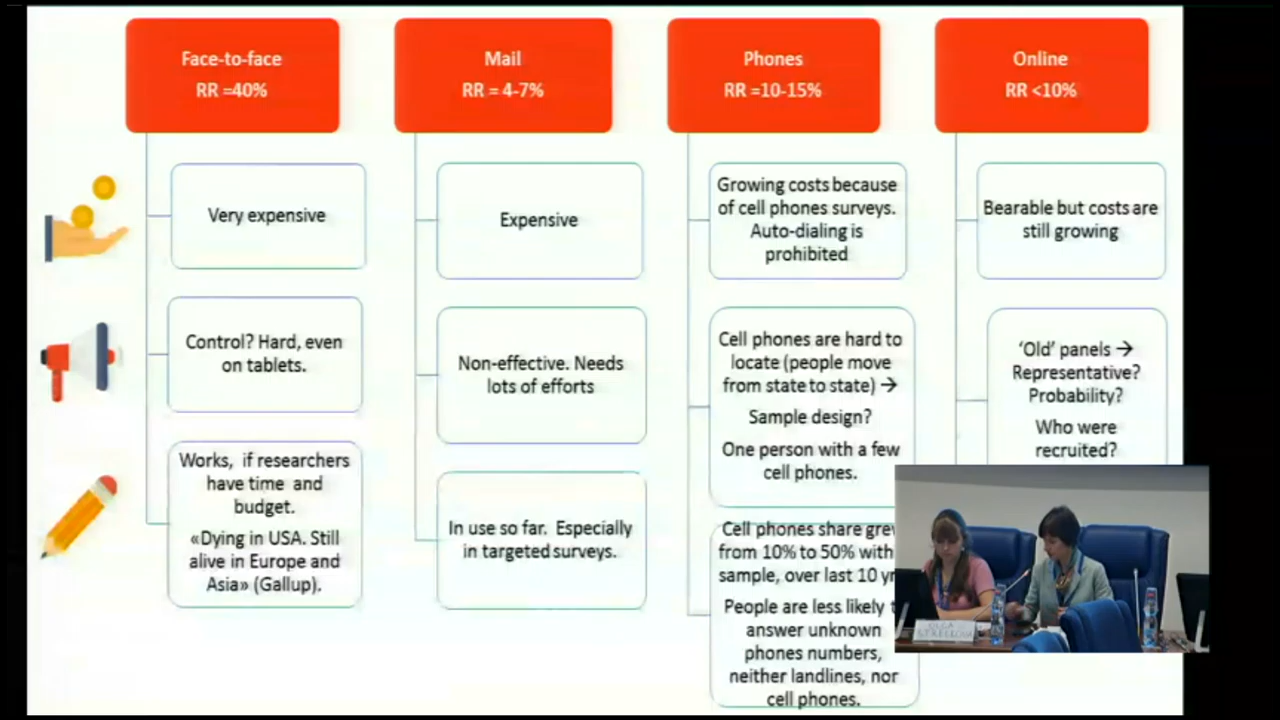 Face-to-face
RR =40%
Very expensive
Control? Hard, even
on tablets.
Works, if researchers
have time and
budget.
«Dying in USA. Still
alive in Europe and
Asia» (Gallup).
Mail
RR = 4-7%
Expensive
Non-effective. Needs
lots of efforts
In use so far. Especially
in targeted surveys.
Phones
RR =10-15%
Growing costs because
of cell phones surveys.
Auto-dialing is
prohibited
Cell phones are hard to
locate (people move
from state to state) →
Sample design?
One person with a few
cell phones.
Cell phones share
from 10% to 50% with
sample, over last 10
People are less likely
answer unknown
phones numbers,
neither landlines, nor
cell phones.
Online
RR <10%
Bearable but costs are
still growing
‘Old’ panels →
Representative?
Probability?
Who were
recruited?
OLGA